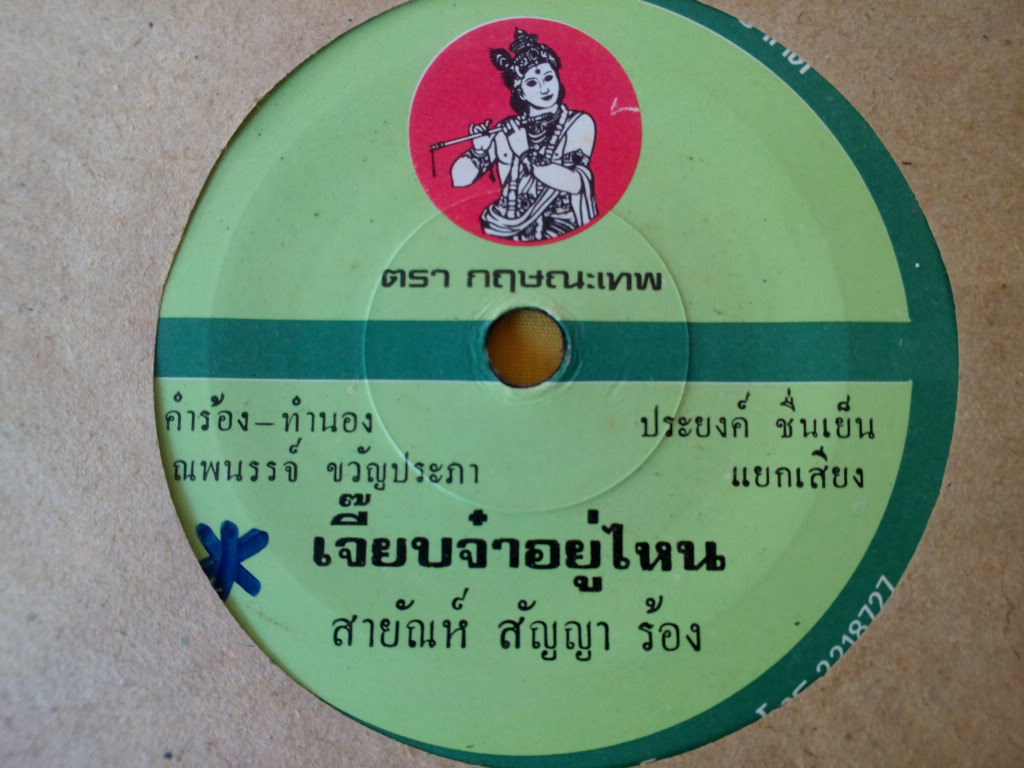 ตรา กฤษณะเทพ
คำร้อง-ทำนอง
ณพนรรจ์ ขวัญประภา
ประยงค์ ชื่นเย็น
แยกเสียง
เจี๊ยบจ๋าอยู่ไหน
สายัณห์ สัญญา ร้อง
โทร. 2218727